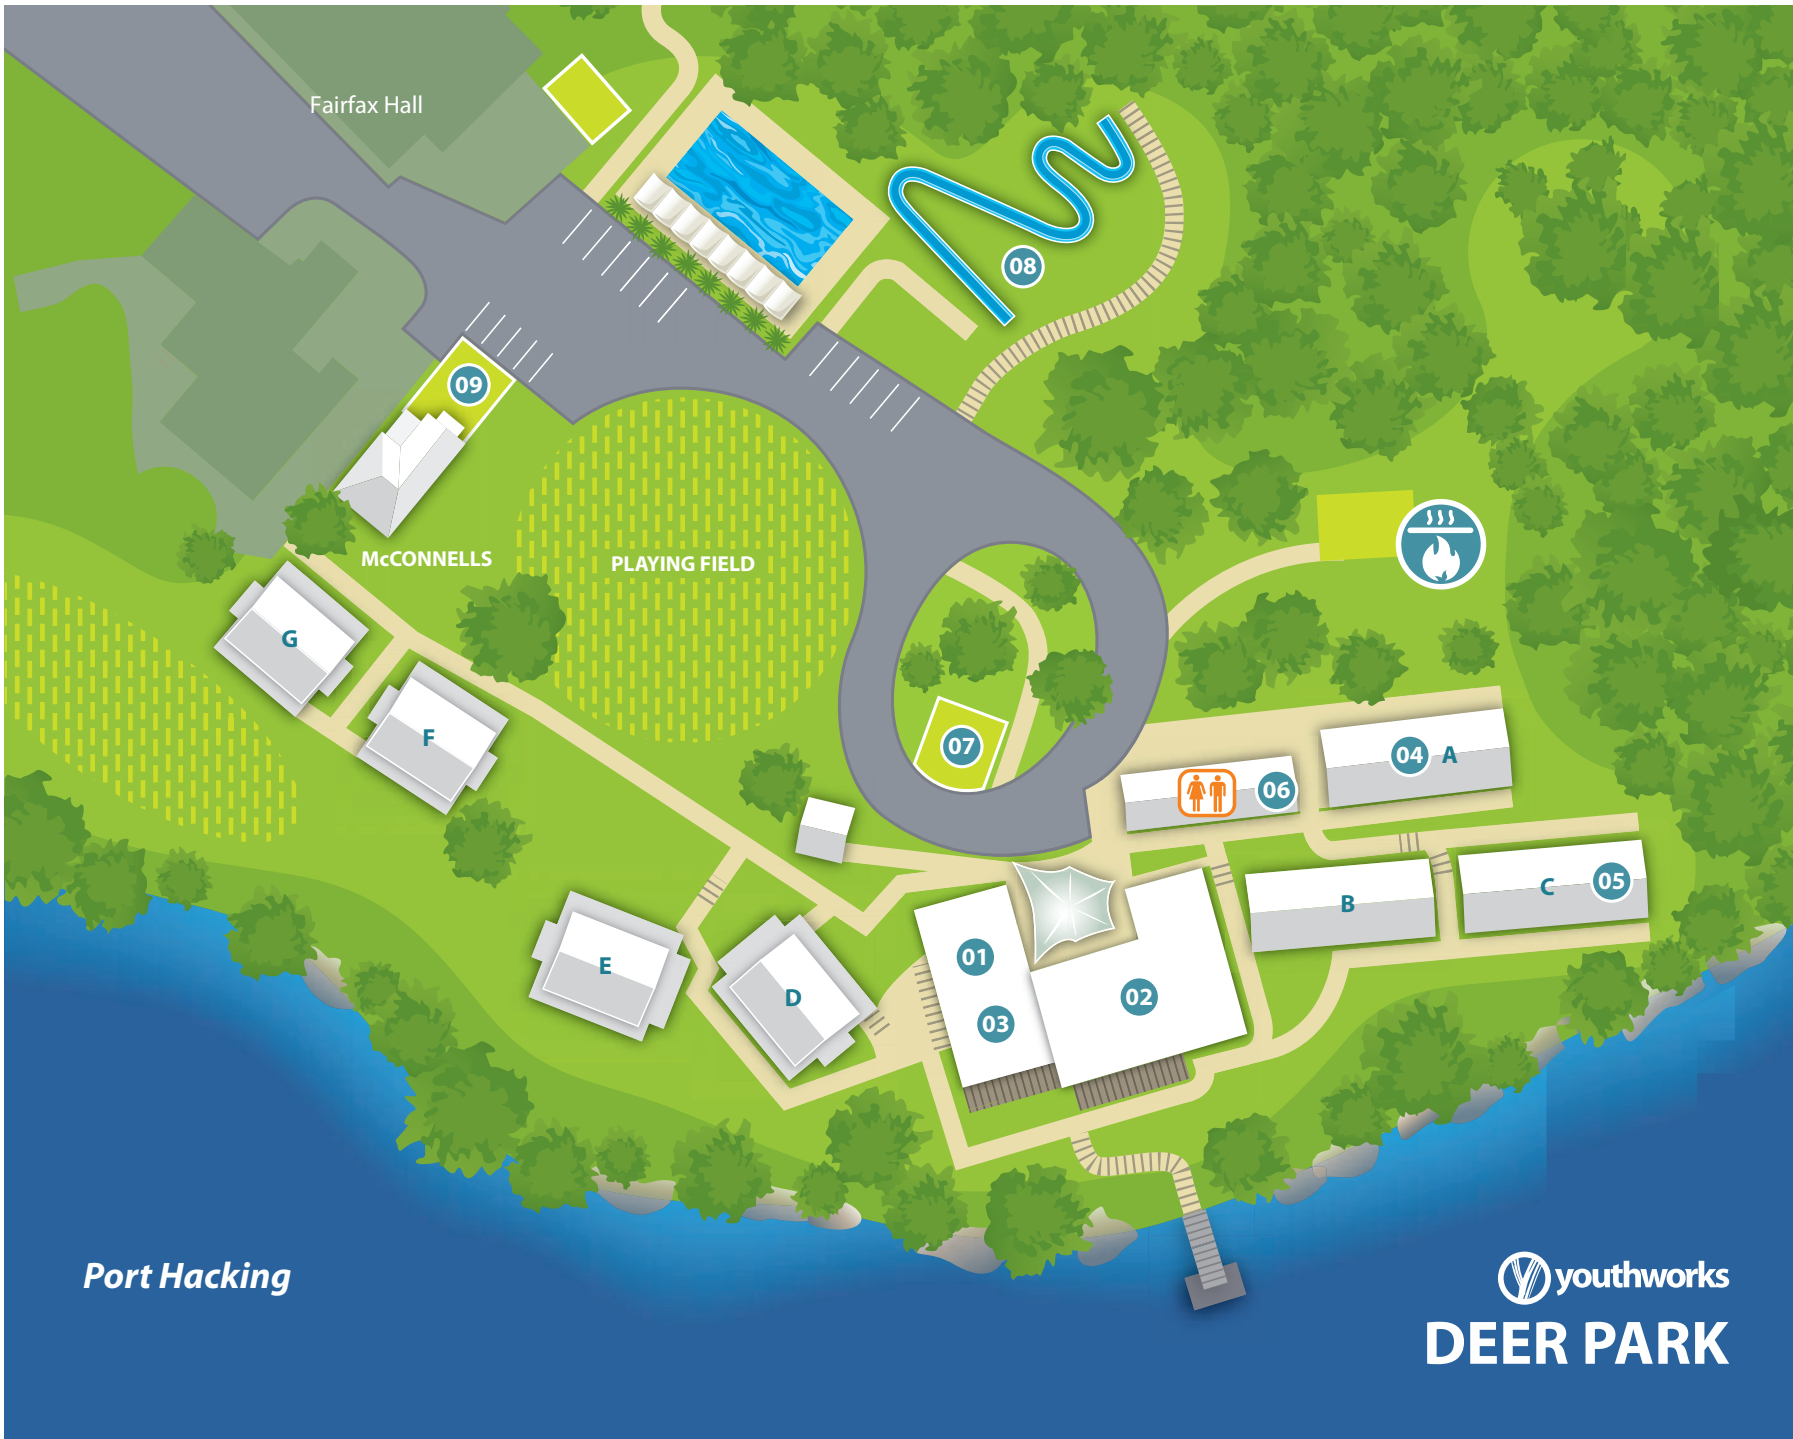 Fairfax Hall
08
09
McCONNELLS
PLAYING FIELD
G
F
07
04
A
06
05
C
B
E
D
01
02
03
Port Hacking
youthworks
DEER PARK